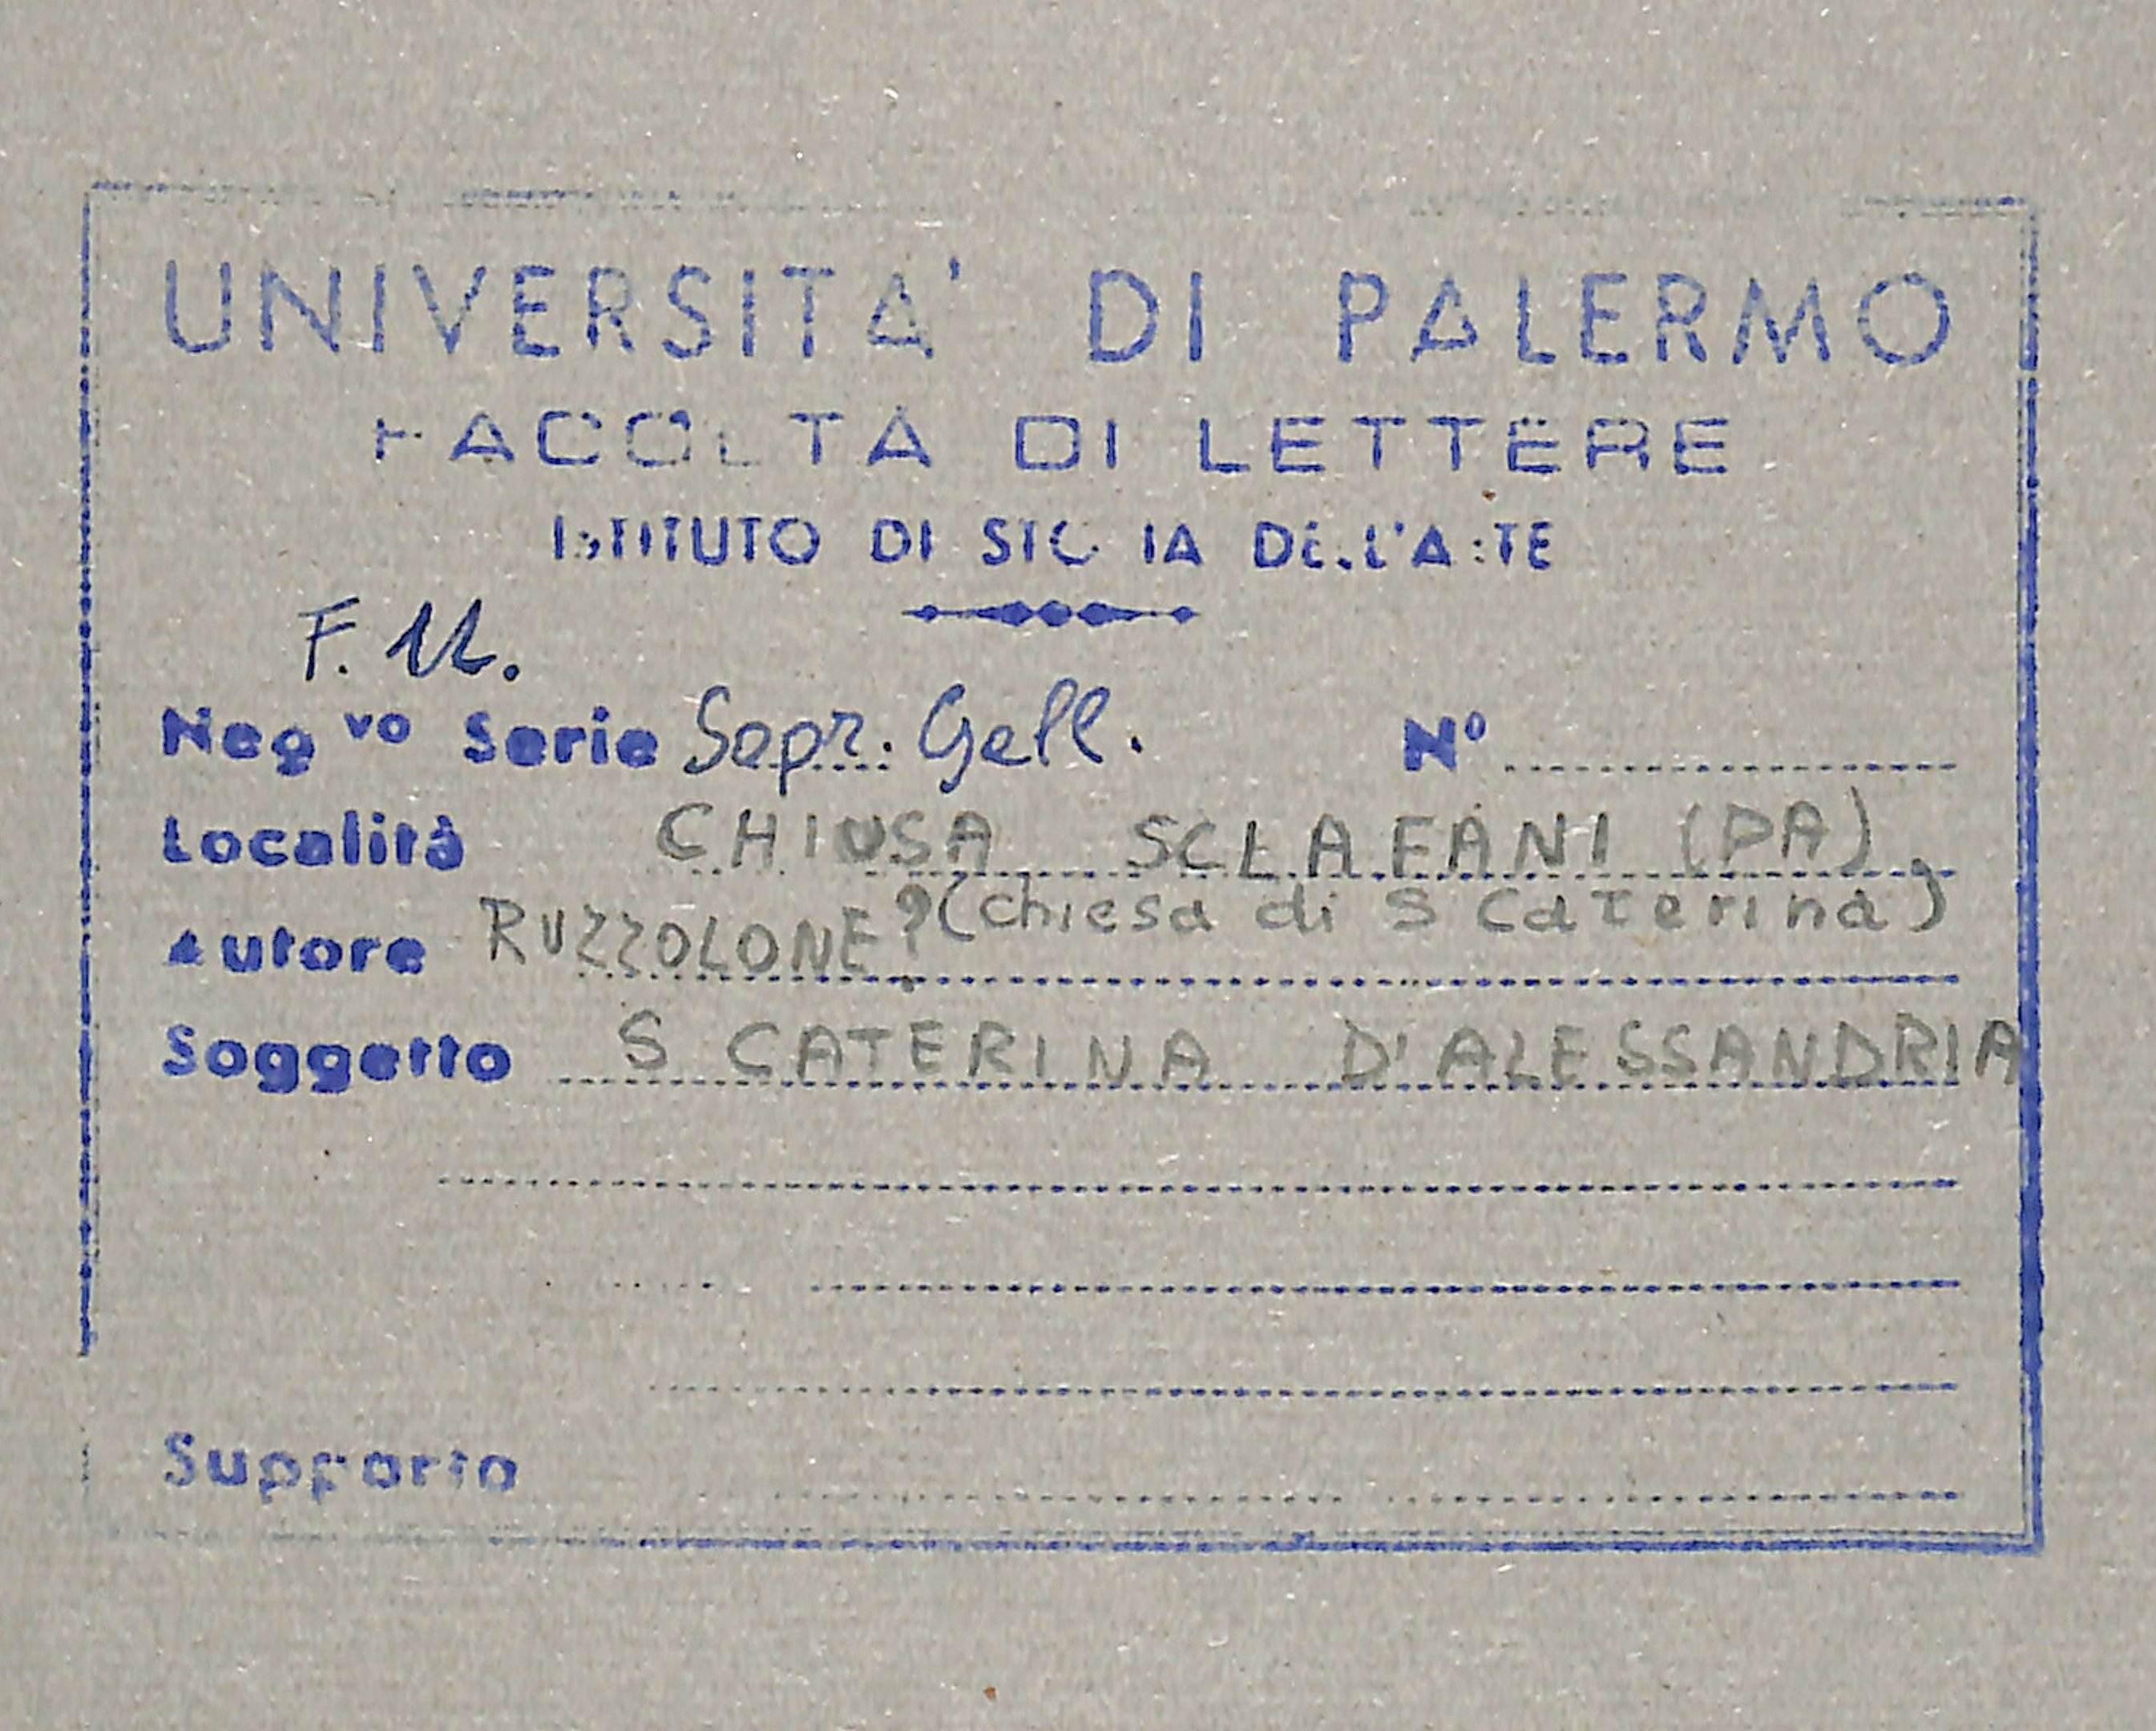 UNIVERSITA' DI PALERMO
FACOLTÀ DI LETTERE
ISTITUTO DI STORIA DELL'ARTE
F. U.
Neg vo Serie Sopr. Gall. N°
Località CHIUSA SCLAFANI (PA)
(chiesa di S Caterina)
Autore RUZZOLONE?
Soggetto S CATERINA D'ALESSANDRIA
Supporto